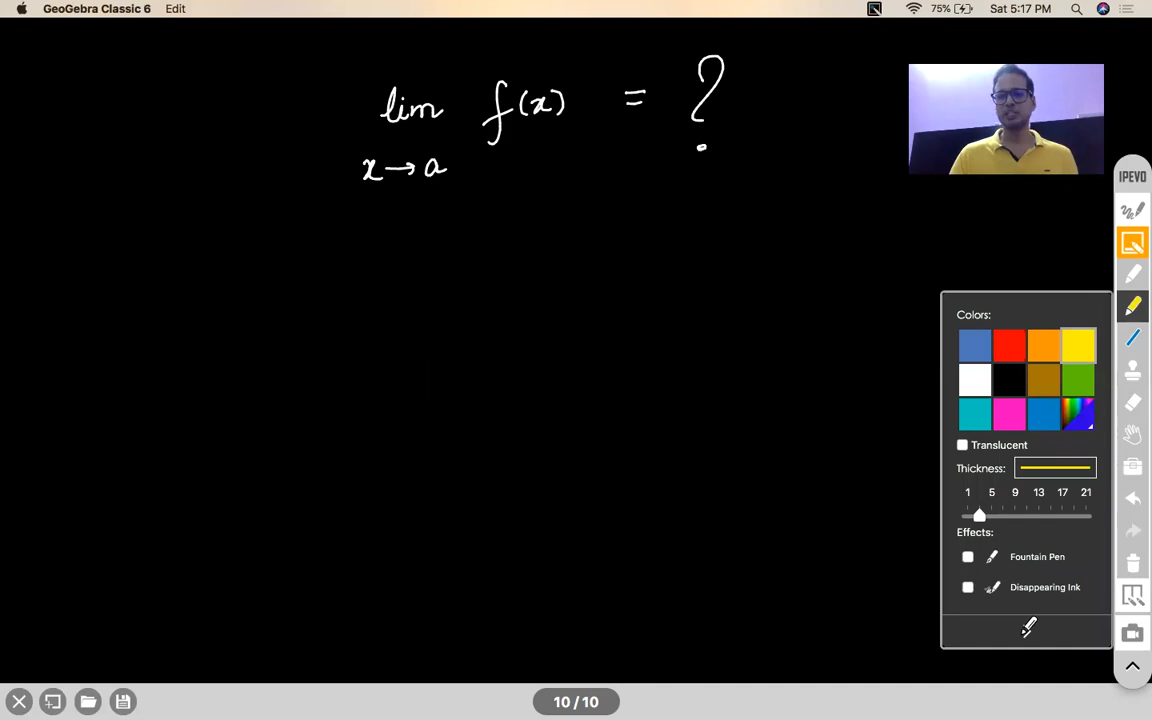 GeoGebra Classic 6 Edit 75% Sat 5:17 PM
lim f(x) = ?
x → a
IPEVO
Colors:
Translucent
Thickness:
1 5 9 13 17 21
Effects:
Fountain Pen
Disappearing Ink
10 / 10